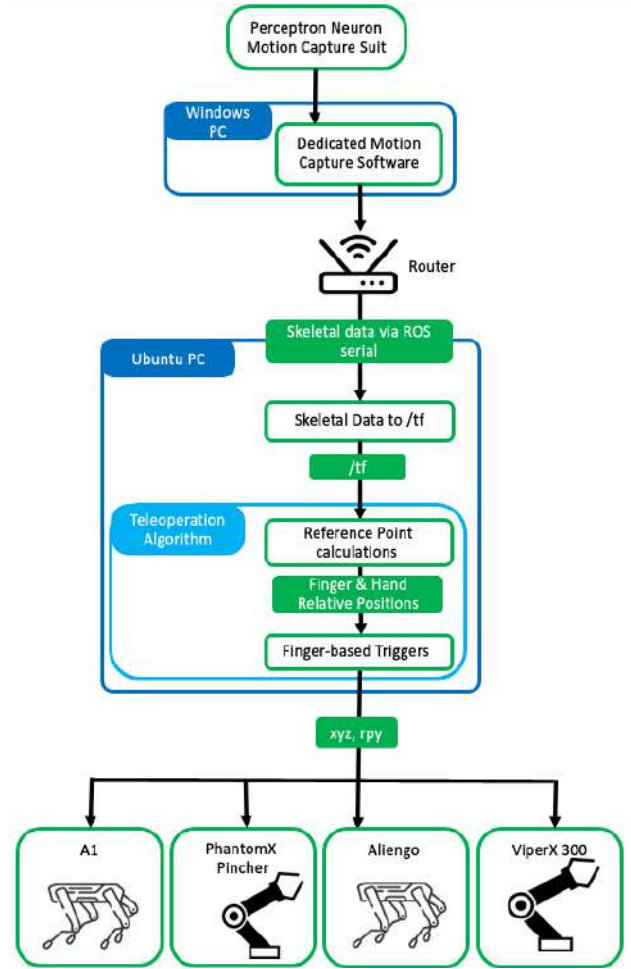 Perceptron Neuron
Motion Capture Suit
Windows
PC
Dedicated Motion
Capture Software
Router
Skeletal data via ROS
serial
Ubuntu PC
Skeletal Data to /tf
/tf
Teleoperation
Algorithm
Reference Point
calculations
Finger & Hand
Relative Positions
Finger-based Triggers
xyz, rpy
A1
PhantomX
Pincher
Aliengo
ViperX 300